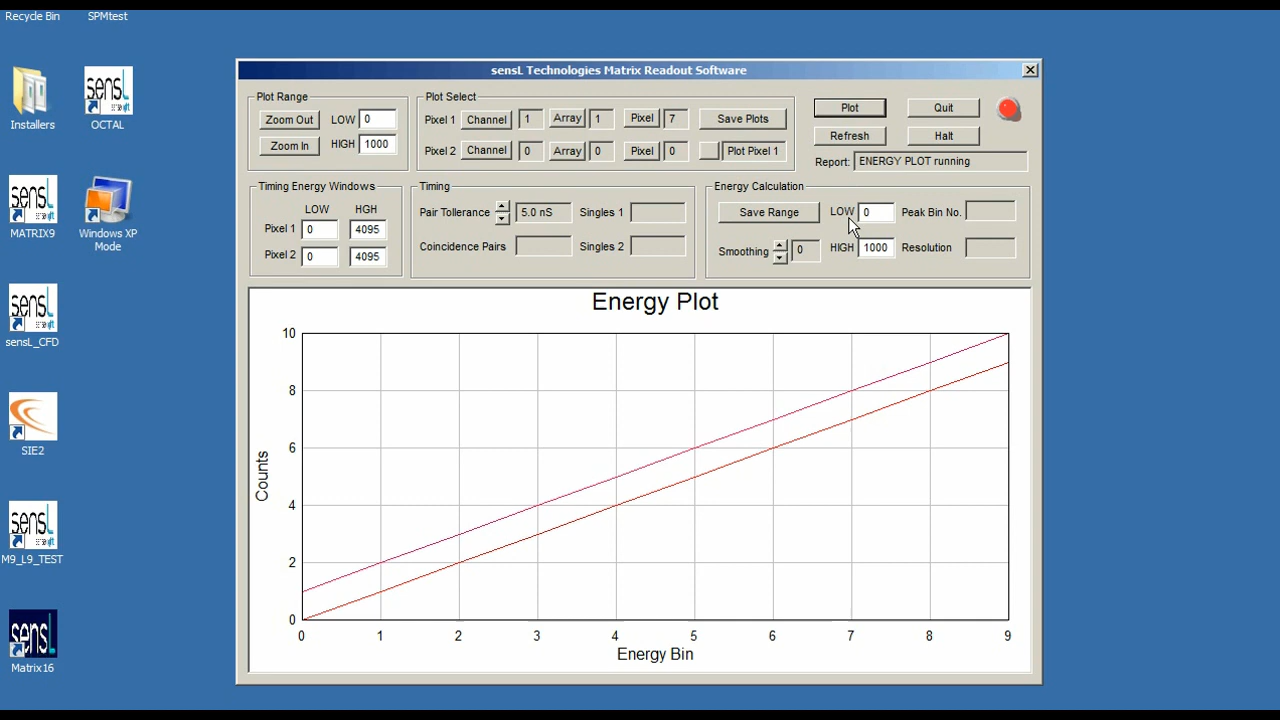 Recycle Bin
SPMtest
Installers
sensL
OCTAL
sensL
MATRIX9
Windows XP
Mode
sensL
sensL_CFD
SIE2
sensL
M9_L9_TEST
sensL
Matrix16
sensL Technologies Matrix Readout Software
Plot Range
Zoom Out LOW 0
Zoom In HIGH 1000
Plot Select
Pixel 1 Channel 1 Array 1 Pixel 7 Save Plots
Pixel 2 Channel 0 Array 0 Pixel 0 Plot Pixel 1
Plot Quit
Refresh Halt
Report: ENERGY PLOT running
Timing Energy Windows
LOW HGH
Pixel 1 0 4095
Pixel 2 0 4095
Timing
Pair Tollerance 5.0 nS Singles 1
Coincidence Pairs Singles 2
Energy Calculation
Save Range LOW 0 Peak Bin No.
Smoothing 0 HIGH 1000 Resolution
Energy Plot
10
8
6
4
2
0
Counts
0 1 2 3 4 5 6 7 8 9
Energy Bin